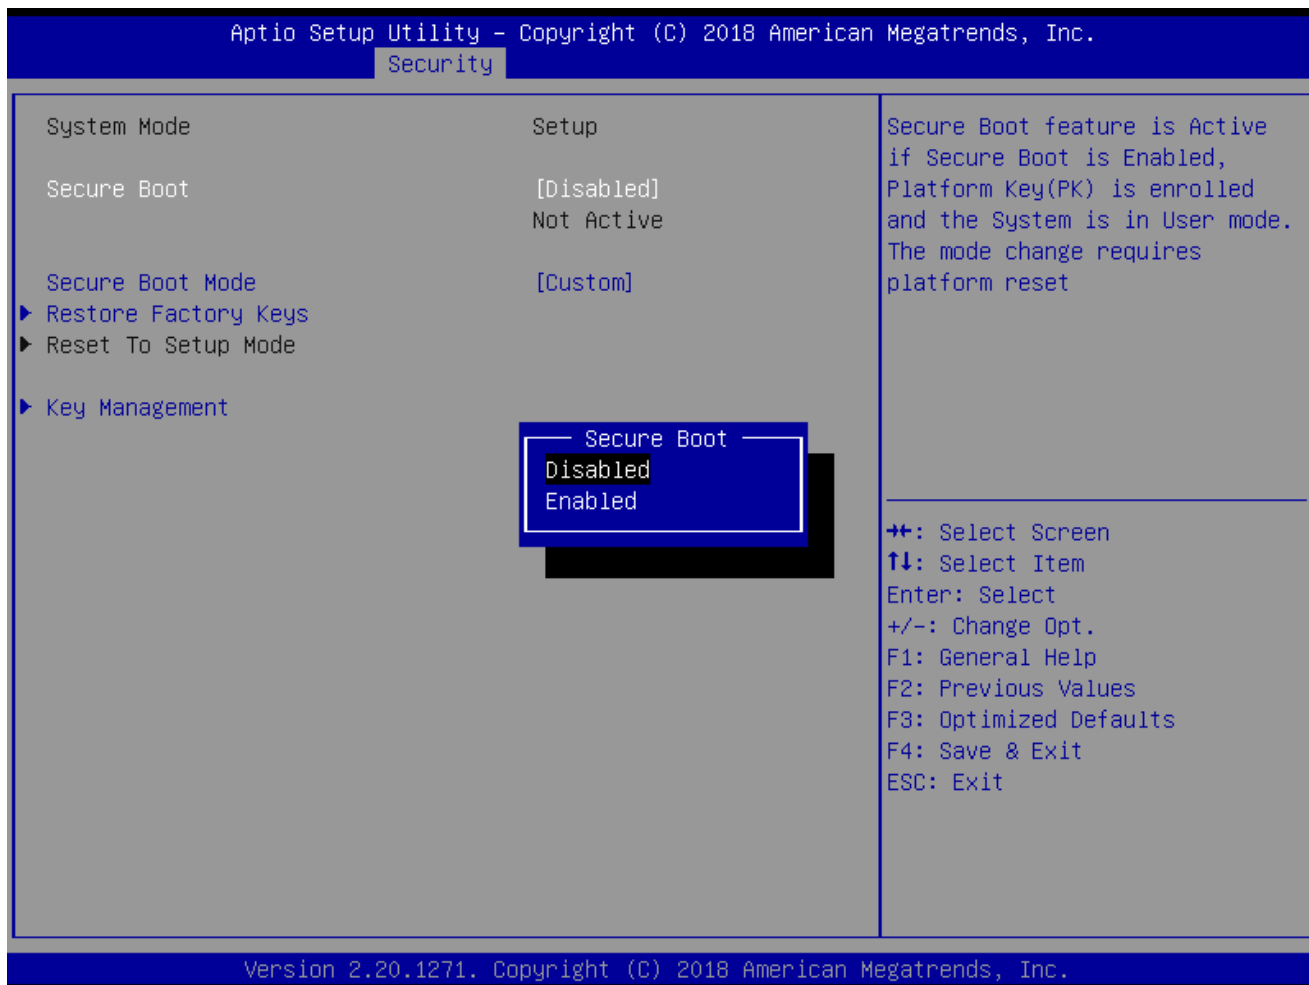 Aptio Setup Utility – Copyright (C) 2018 American Megatrends, Inc.
Security
System Mode Setup
Secure Boot [Disabled]
Not Active
Secure Boot Mode [Custom]
▶ Restore Factory Keys
▶ Reset To Setup Mode
▶ Key Management
Secure Boot
Disabled
Enabled
Secure Boot feature is Active
if Secure Boot is Enabled,
Platform Key(PK) is enrolled
and the System is in User mode.
The mode change requires
platform reset
→←: Select Screen
↑↓: Select Item
Enter: Select
+/-: Change Opt.
F1: General Help
F2: Previous Values
F3: Optimized Defaults
F4: Save & Exit
ESC: Exit
Version 2.20.1271. Copyright (C) 2018 American Megatrends, Inc.